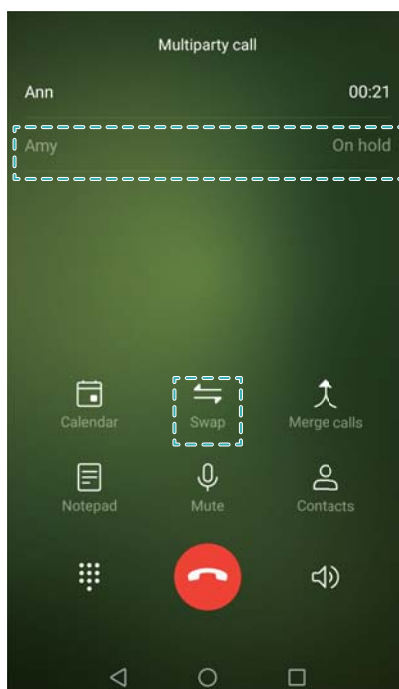 Multiparty call
Ann 00:21
Amy On hold
Calendar Swap Merge calls
Notepad Mute Contacts